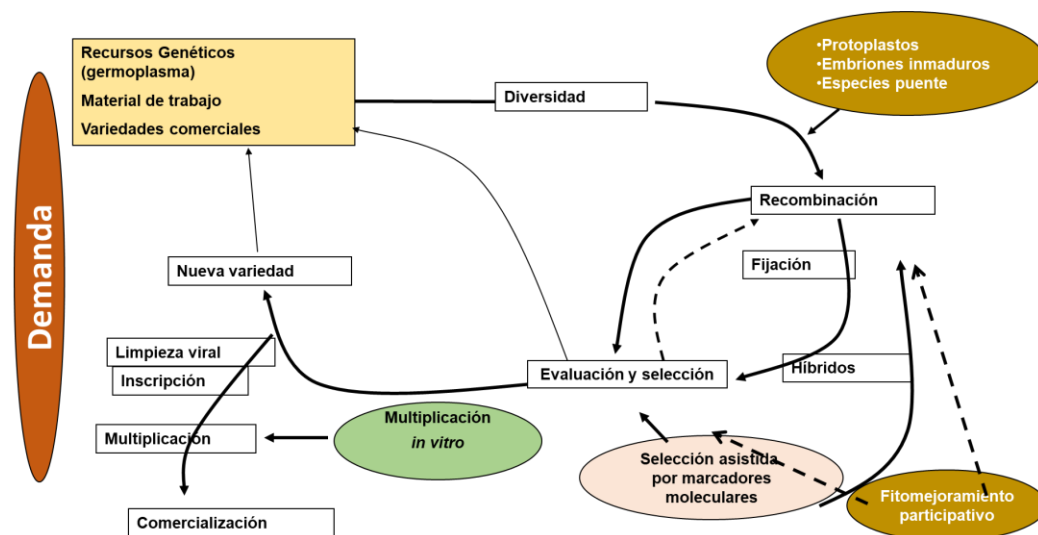 Recursos Genéticos
(germoplasma)
Material de trabajo
Variedades comerciales
Diversidad
•Protoplastos
•Embriones inmaduros
•Especies puente
Demanda
Recombinación
Fijación
Nueva variedad
Limpieza viral
Inscripción
Evaluación y selección
Híbridos
Multiplicación
Multiplicación
in vitro
Selección asistida
por marcadores
moleculares
Fitomejoramiento
participativo
Comercialización